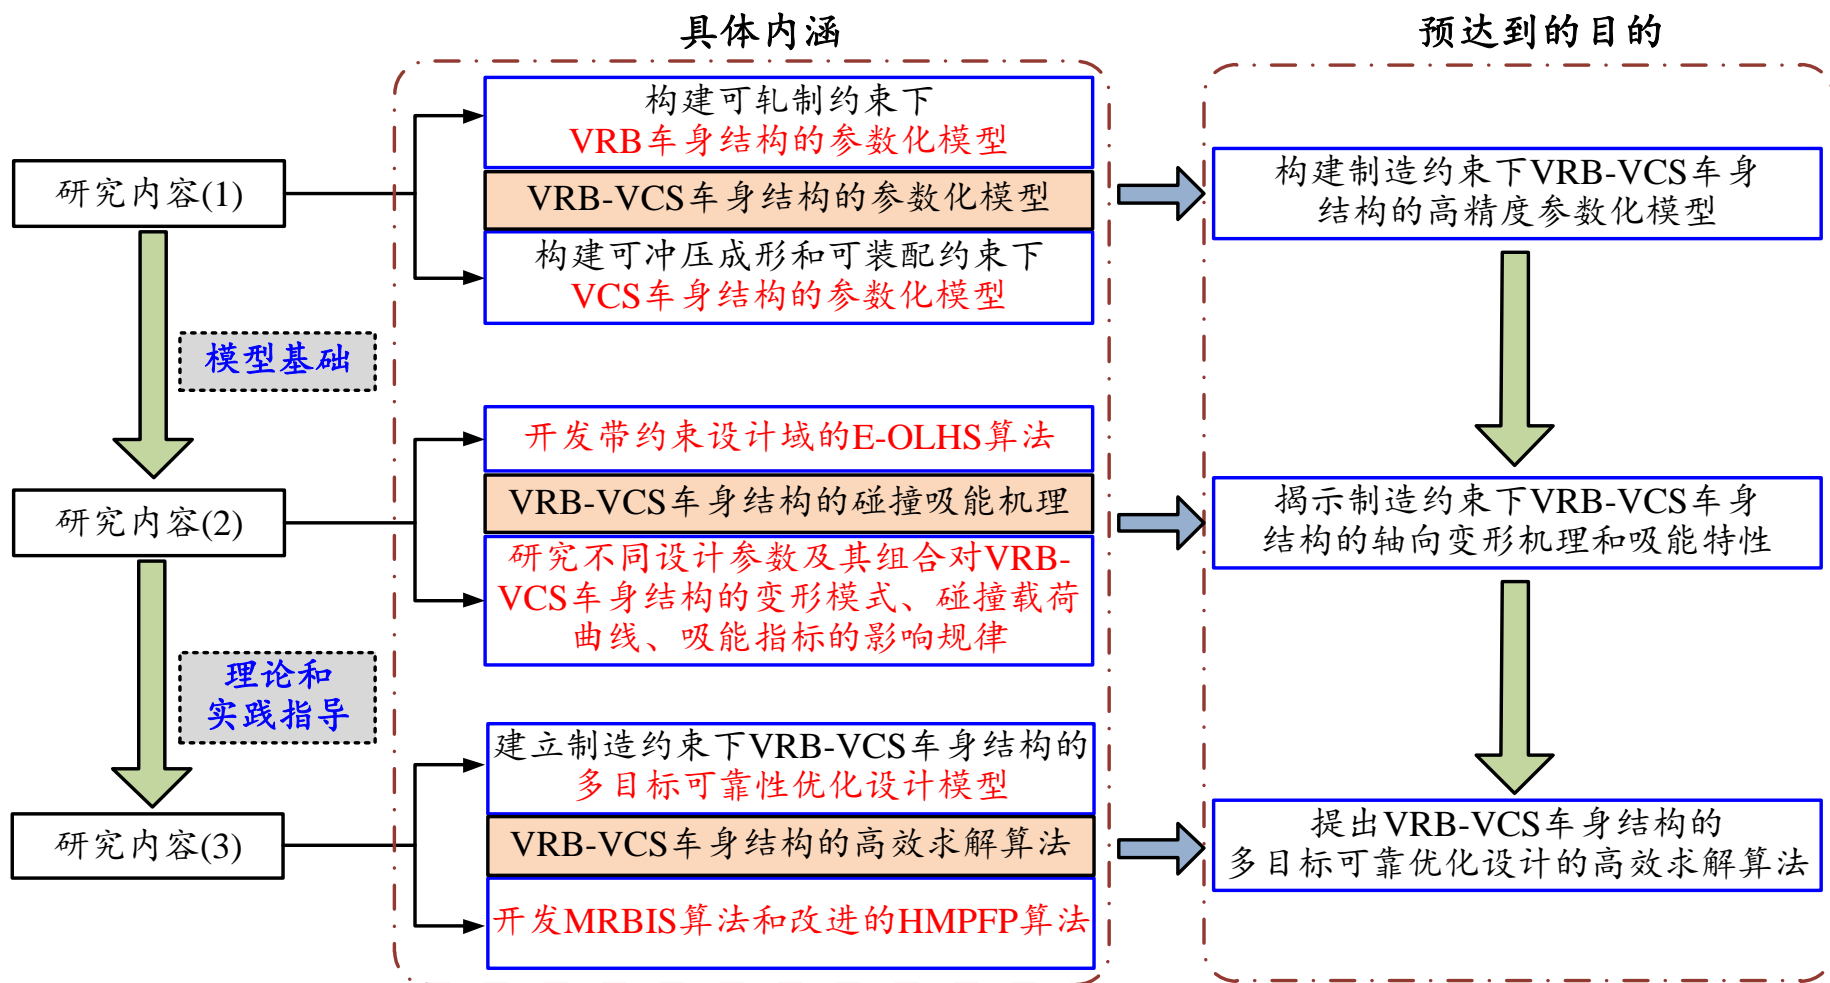 具体内涵
预达到的目的
研究内容(1)
构建可轧制约束下
VRB车身结构的参数化模型
VRB-VCS车身结构的参数化模型
构建可冲压成形和可装配约束下
VCS车身结构的参数化模型
构建制造约束下VRB-VCS车身
结构的高精度参数化模型
模型基础
研究内容(2)
开发带约束设计域的E-OLHS算法
VRB-VCS车身结构的碰撞吸能机理
研究不同设计参数及其组合对VRB-
VCS车身结构的变形模式、碰撞载荷
曲线、吸能指标的影响规律
揭示制造约束下VRB-VCS车身
结构的轴向变形机理和吸能特性
理论和
实践指导
研究内容(3)
建立制造约束下VRB-VCS车身结构的
多目标可靠性优化设计模型
VRB-VCS车身结构的高效求解算法
开发MRBIS算法和改进的HMPFP算法
提出VRB-VCS车身结构的
多目标可靠优化设计的高效求解算法